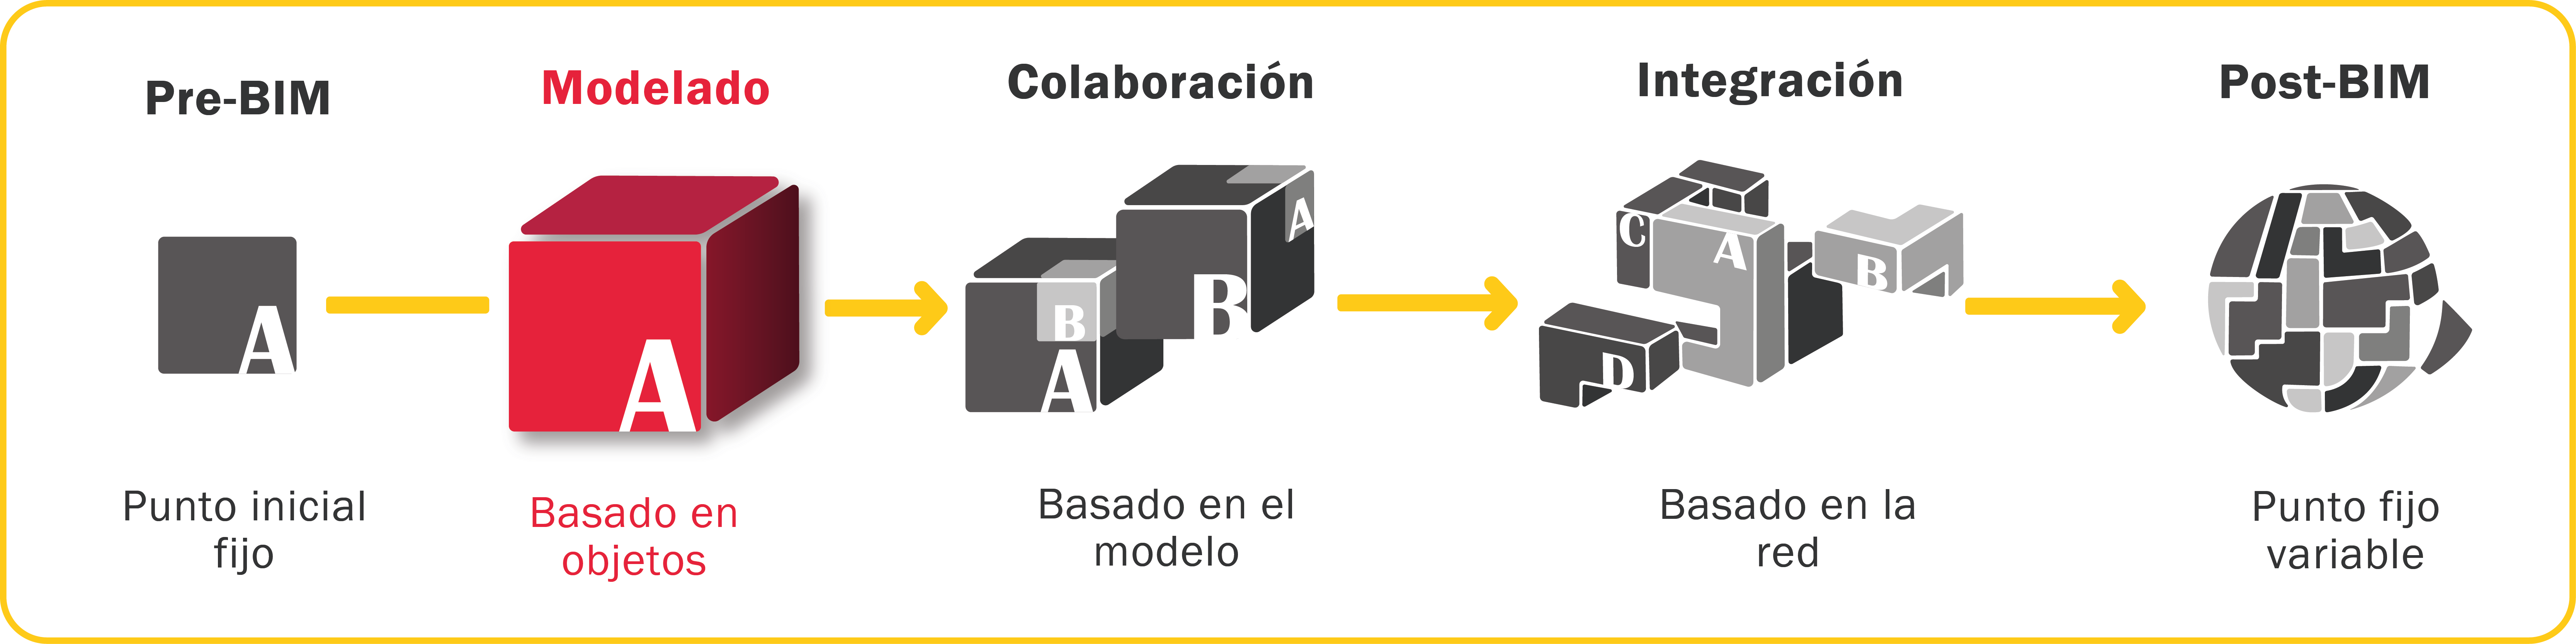 Pre-BIM
Modelado
Colaboración
Integración
Post-BIM
A
A
B
A
B
A
C
A
B
D
Punto inicial
fijo
Basado en
objetos
Basado en el
modelo
Basado en la
red
Punto fijo
variable